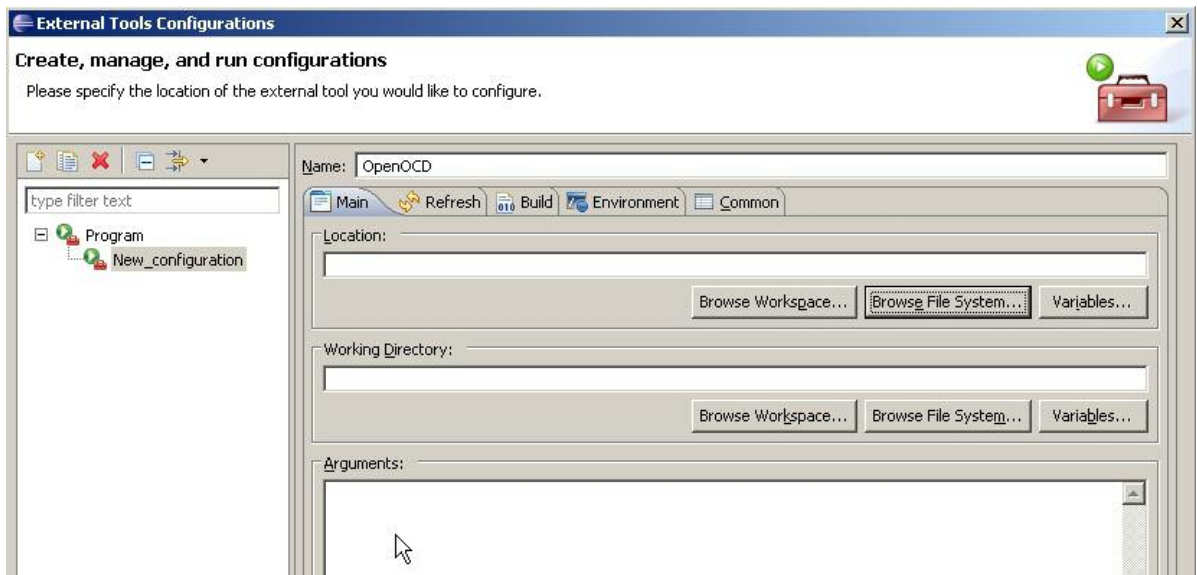 External Tools Configurations
Create, manage, and run configurations
Please specify the location of the external tool you would like to configure.
type filter text
Program
New_configuration
Name: OpenOCD
Main Refresh Build Environment Common
Location:
Browse Workspace... Browse File System... Variables...
Working Directory:
Browse Workspace... Browse File System... Variables...
Arguments: